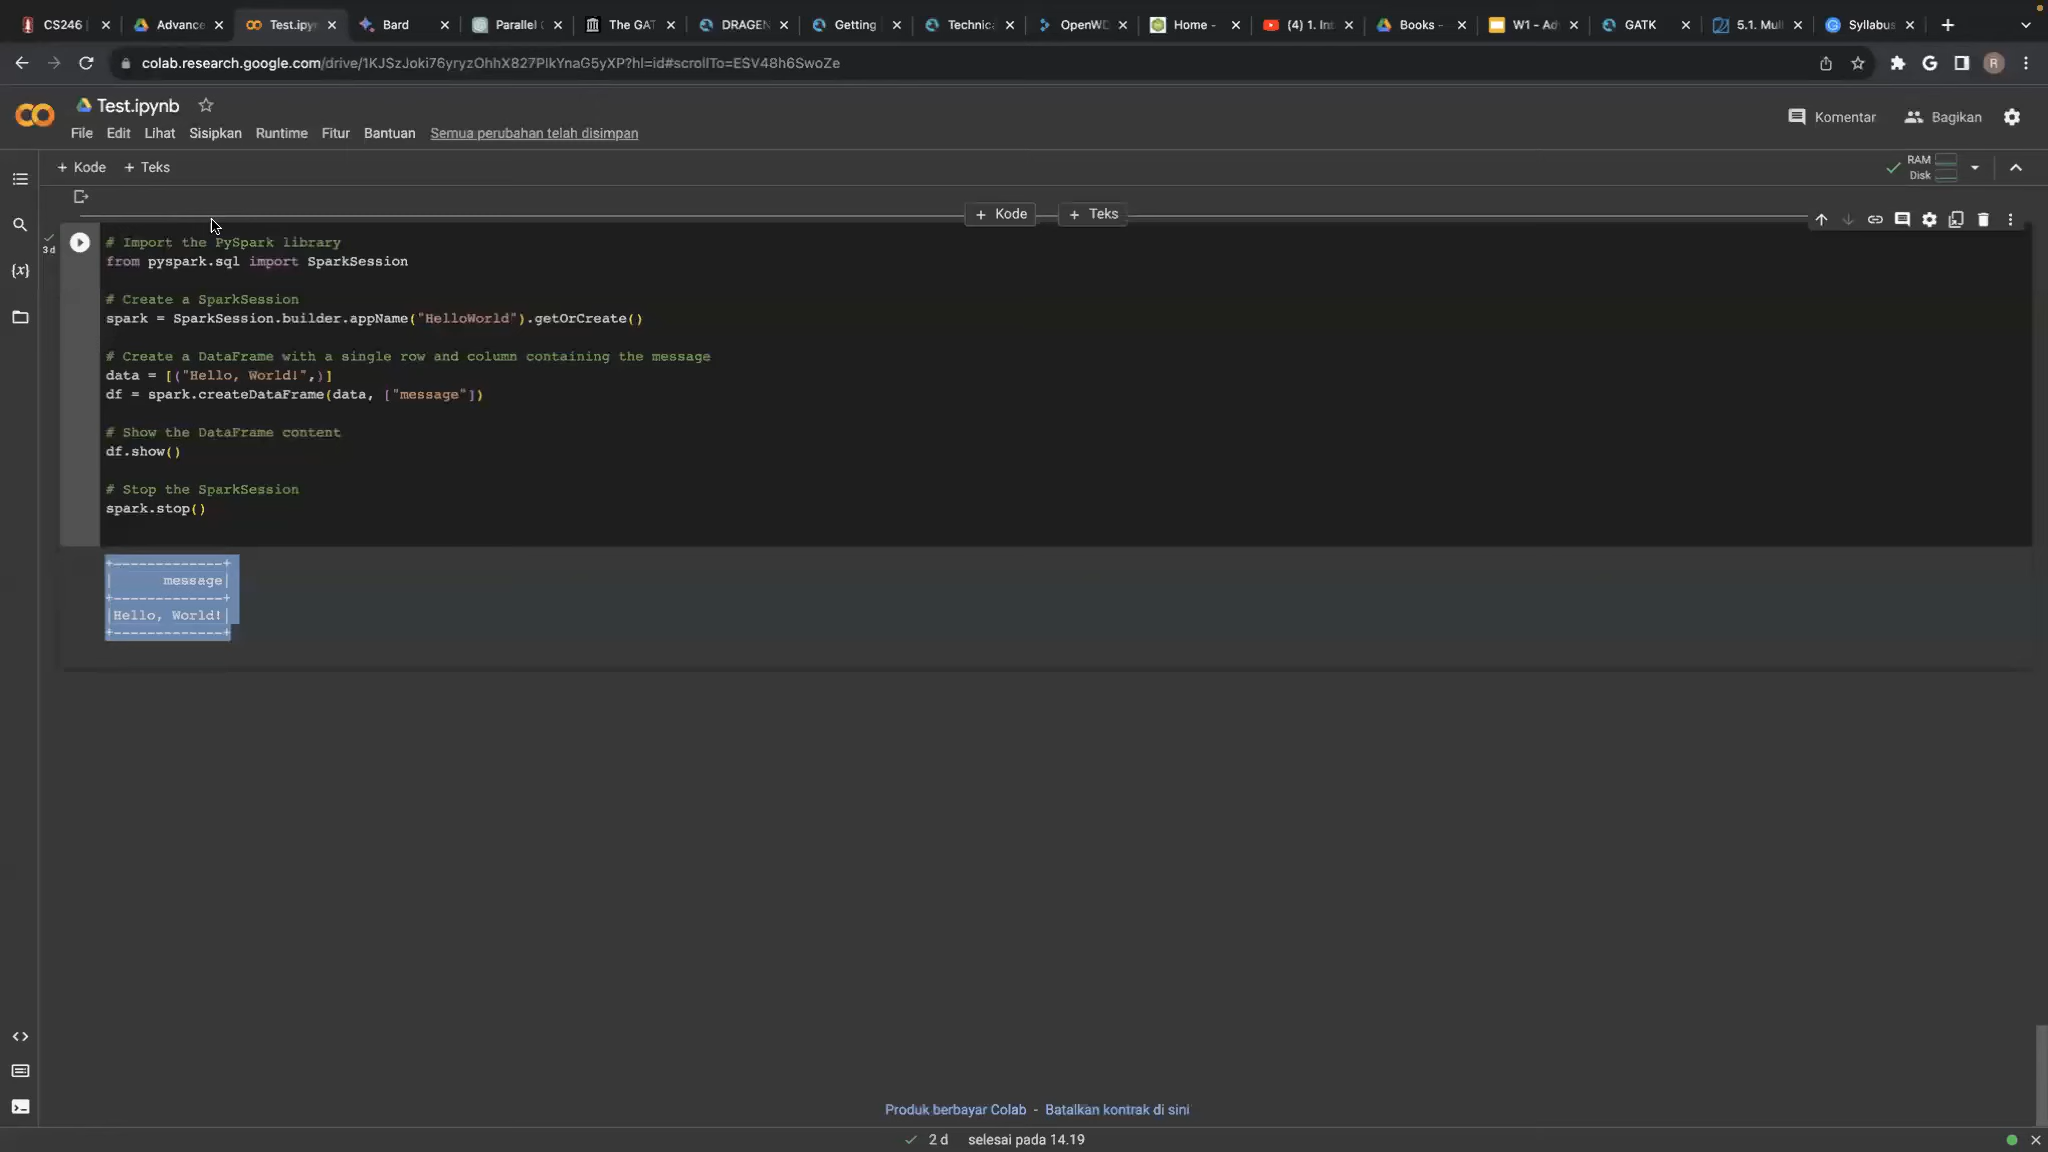 CS246
Advance
Test.ipyn
Bard
Parallel
The GAT
DRAGEN
Getting
Technica
OpenWD
Home -
(4) 1. Int
Books -
W1 - Ad
GATK
5.1. Mul
Syllabus
colab.research.google.com/drive/1KJSzJoki76yryzOhhX827PlkYnaG5yXP?hl=id#scrollTo=ESV48h6SwoZe
R
Test.ipynb
Komentar
Bagikan
File Edit Lihat Sisipkan Runtime Fitur Bantuan Semua perubahan telah disimpan
+ Kode + Teks
RAM
Disk
+ Kode + Teks
3 d
# Import the PySpark library
from pyspark.sql import SparkSession
# Create a SparkSession
spark = SparkSession.builder.appName("HelloWorld").getOrCreate()
# Create a DataFrame with a single row and column containing the message
data = [("Hello, World!",)]
df = spark.createDataFrame(data, ["message"])
# Show the DataFrame content
df.show()
# Stop the SparkSession
spark.stop()
+-------------+
|      message|
+-------------+
|Hello, World!|
+-------------+
Produk berbayar Colab - Batalkan kontrak di sini
2 d selesai pada 14.19